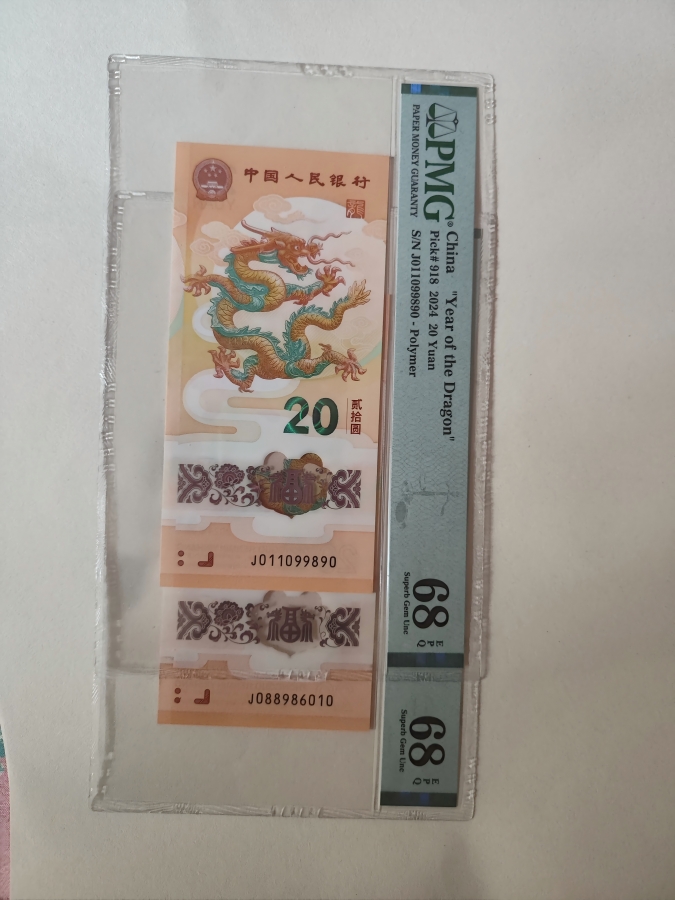 中国人民银行
20
贰拾圆
福
J011099890
福
J088986010
PMG®
PAPER MONEY GUARANTY
China "Year of the Dragon"
Pick# 918 2024 20 Yuan
S/N J011099890 - Polymer
68 EPQ
Superb Gem Unc
68 EPQ
Superb Gem Unc